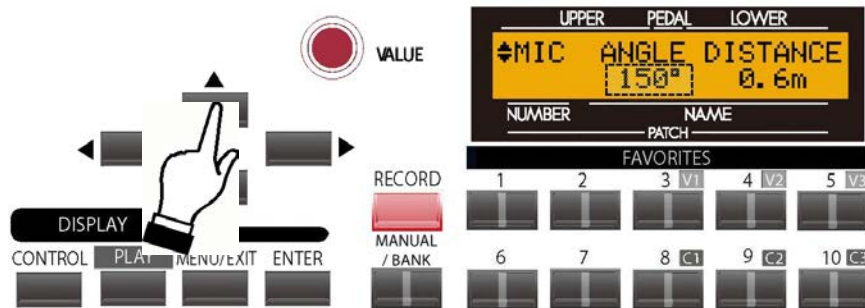 UPPER PEDAL LOWER
VALUE
MIC ANGLE DISTANCE
150° 0.6m
NUMBER NAME
PATCH
FAVORITES
RECORD 1 2 3 V1 4 V2 5 V3
DISPLAY
MANUAL
CONTROL PLAY MENU/EXIT ENTER / BANK 6 7 8 C1 9 C2 10 C3